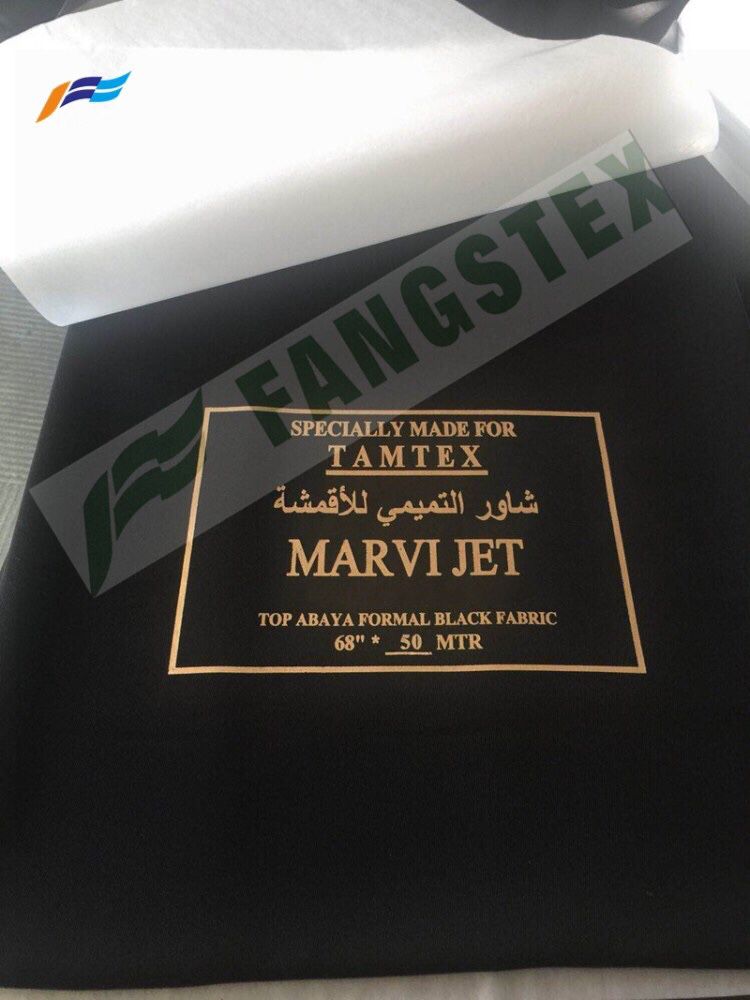 FANGSTEX
SPECIALLY MADE FOR
TAMTEX
شاور التميمي للأقمشة
MARVI JET
TOP ABAYA FORMAL BLACK FABRIC
68" * 50 MTR